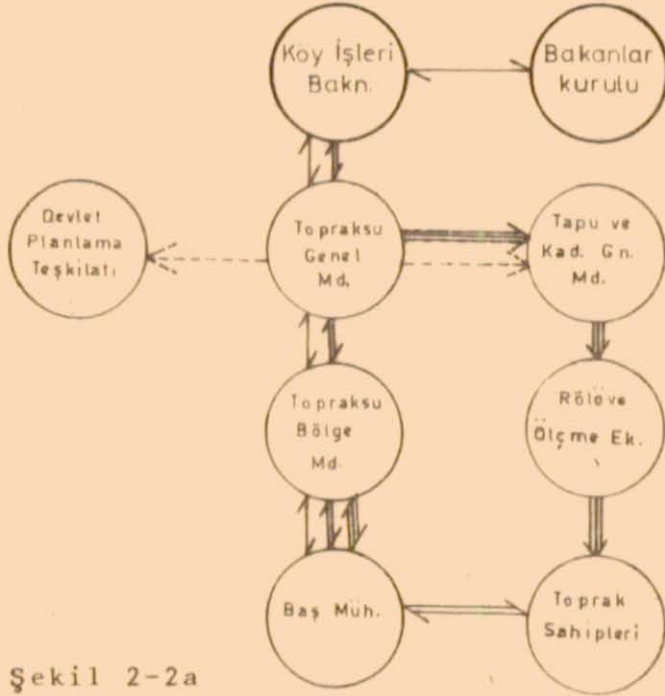 Köy İşleri
Bakn.
Bakanlar
kurulu
Devlet
Planlama
Teşkilatı
Topraksu
Genel
Md.
Tapu ve
Kad. Gn.
Md.
Topraksu
Bölge
Md.
Rölöve
Ölçme Ek.
Baş Müh.
Toprak
Sahipleri
Şekil 2-2a